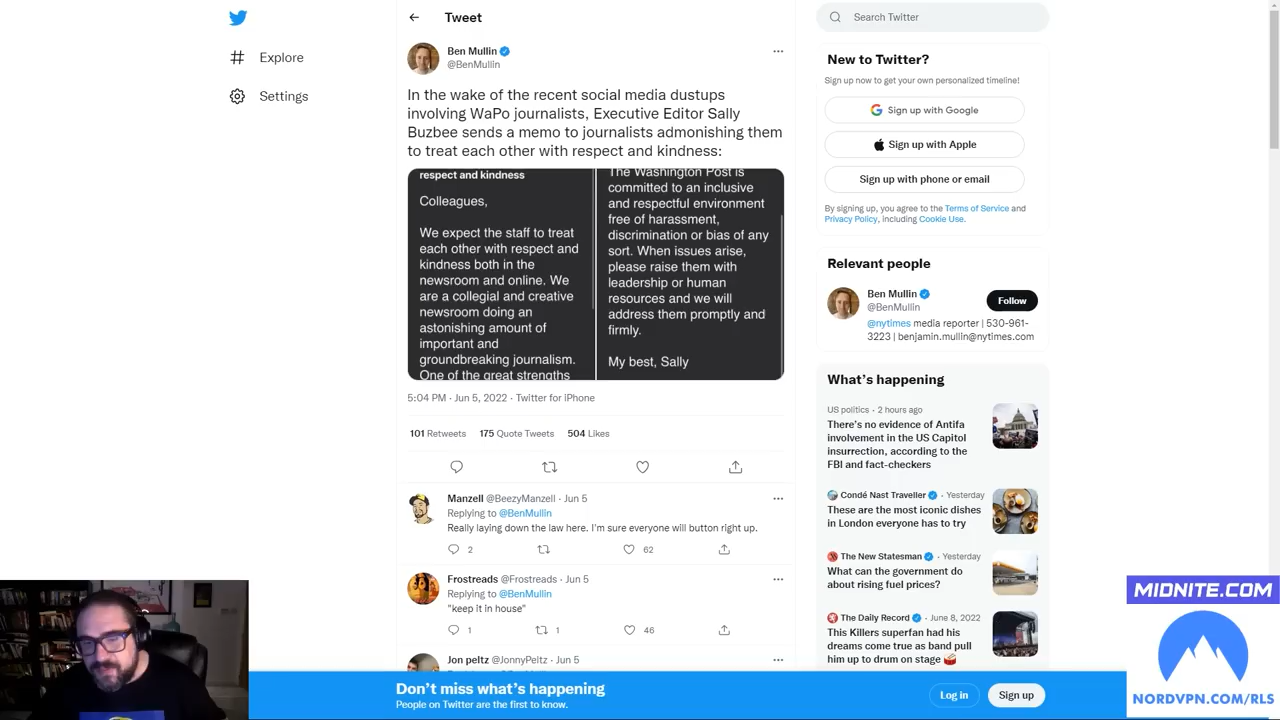 Tweet
Search Twitter
Explore
Settings
Ben Mullin
@BenMullin
In the wake of the recent social media dustups
involving WaPo journalists, Executive Editor Sally
Buzbee sends a memo to journalists admonishing them
to treat each other with respect and kindness:
respect and kindness
Colleagues,
We expect the staff to treat
each other with respect and
kindness both in the
newsroom and online. We
are a collegial and creative
newsroom doing an
astonishing amount of
important and
groundbreaking journalism.
One of the great strengths
The Washington Post is
committed to an inclusive
and respectful environment
free of harassment,
discrimination or bias of any
sort. When issues arise,
please raise them with
leadership or human
resources and we will
address them promptly and
firmly.
My best, Sally
5:04 PM · Jun 5, 2022 · Twitter for iPhone
101 Retweets 175 Quote Tweets 504 Likes
Manzell @BeezyManzell · Jun 5
Replying to @BenMullin
Really laying down the law here. I'm sure everyone will button right up.
2 62
Frostreads @Frostreads · Jun 5
Replying to @BenMullin
"keep it in house"
1 1 46
Jon peltz @JonnyPeltz · Jun 5
New to Twitter?
Sign up now to get your own personalized timeline!
Sign up with Google
Sign up with Apple
Sign up with phone or email
By signing up, you agree to the Terms of Service and
Privacy Policy, including Cookie Use.
Relevant people
Ben Mullin
@BenMullin
Follow
@nytimes media reporter | 530-961-
3223 | benjamin.mullin@nytimes.com
What's happening
US politics · 2 hours ago
There's no evidence of Antifa
involvement in the US Capitol
insurrection, according to the
FBI and fact-checkers
Condé Nast Traveller · Yesterday
These are the most iconic dishes
in London everyone has to try
The New Statesman · Yesterday
What can the government do
about rising fuel prices?
The Daily Record · June 8, 2022
This Killers superfan had his
dreams come true as band pull
him up to drum on stage 🥁
Don't miss what's happening
People on Twitter are the first to know.
Log in
Sign up
MIDNITE.COM
NORDVPN.COM/RLS